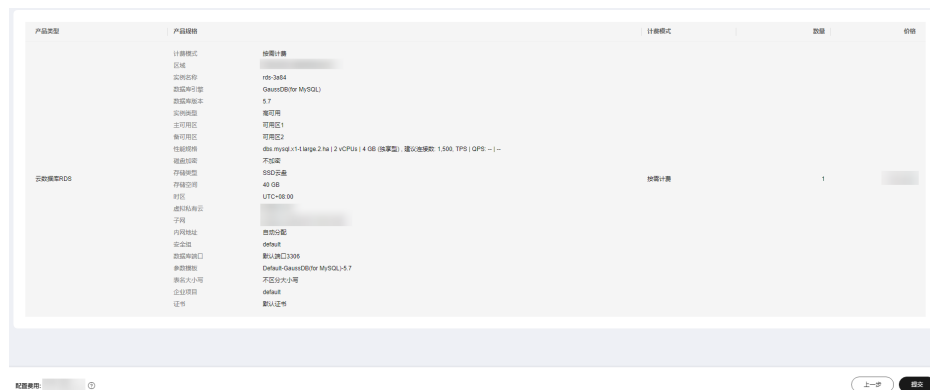 产品类型 产品规格 计费模式 数量 价格
计费模式 按需计费
区域
实例名称 rds-3a84
数据库引擎 GaussDB(for MySQL)
数据库版本 5.7
实例类型 高可用
主可用区 可用区1
备可用区 可用区2
性能规格 dbs.mysql.x1-t.large.2.ha | 2 vCPUs | 4 GB (独享型) , 建议连接数: 1,500, TPS | QPS: -- | --
磁盘加密 不加密
存储类型 SSD云盘
云数据库RDS 存储空间 40 GB 按需计费 1
时区 UTC+08:00
虚拟私有云
子网
内网地址 自动分配
安全组 default
数据库端口 默认端口3306
参数模板 Default-GaussDB(for MySQL)-5.7
表名大小写 不区分大小写
企业项目 default
证书 默认证书
配置费用: 上一步 提交